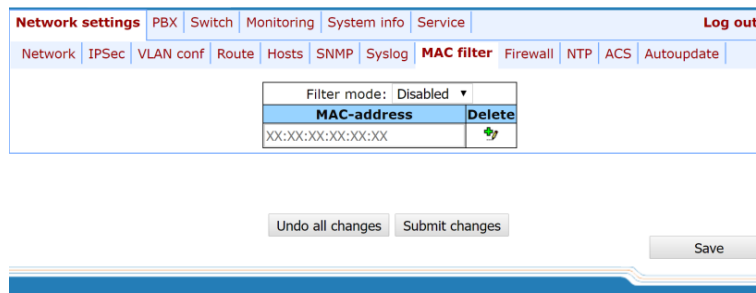 Network settings PBX Switch Monitoring System info Service Log out
Network IPSec VLAN conf Route Hosts SNMP Syslog MAC filter Firewall NTP ACS Autoupdate
Filter mode: Disabled
MAC-address Delete
XX:XX:XX:XX:XX:XX
Undo all changes Submit changes
Save